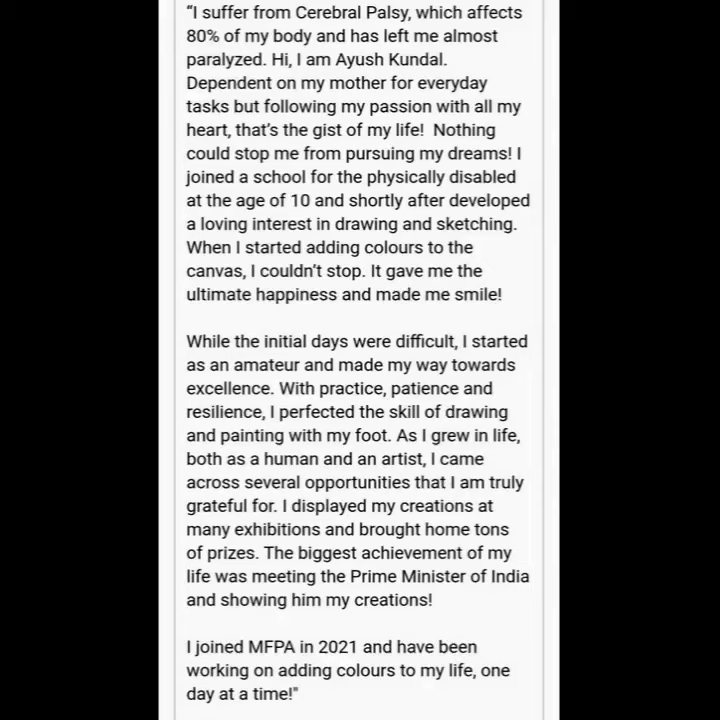 “I suffer from Cerebral Palsy, which affects
80% of my body and has left me almost
paralyzed. Hi, I am Ayush Kundal.
Dependent on my mother for everyday
tasks but following my passion with all my
heart, that's the gist of my life!  Nothing
could stop me from pursuing my dreams! I
joined a school for the physically disabled
at the age of 10 and shortly after developed
a loving interest in drawing and sketching.
When I started adding colours to the
canvas, I couldn't stop. It gave me the
ultimate happiness and made me smile!
While the initial days were difficult, I started
as an amateur and made my way towards
excellence. With practice, patience and
resilience, I perfected the skill of drawing
and painting with my foot. As I grew in life,
both as a human and an artist, I came
across several opportunities that I am truly
grateful for. I displayed my creations at
many exhibitions and brought home tons
of prizes. The biggest achievement of my
life was meeting the Prime Minister of India
and showing him my creations!
I joined MFPA in 2021 and have been
working on adding colours to my life, one
day at a time!"